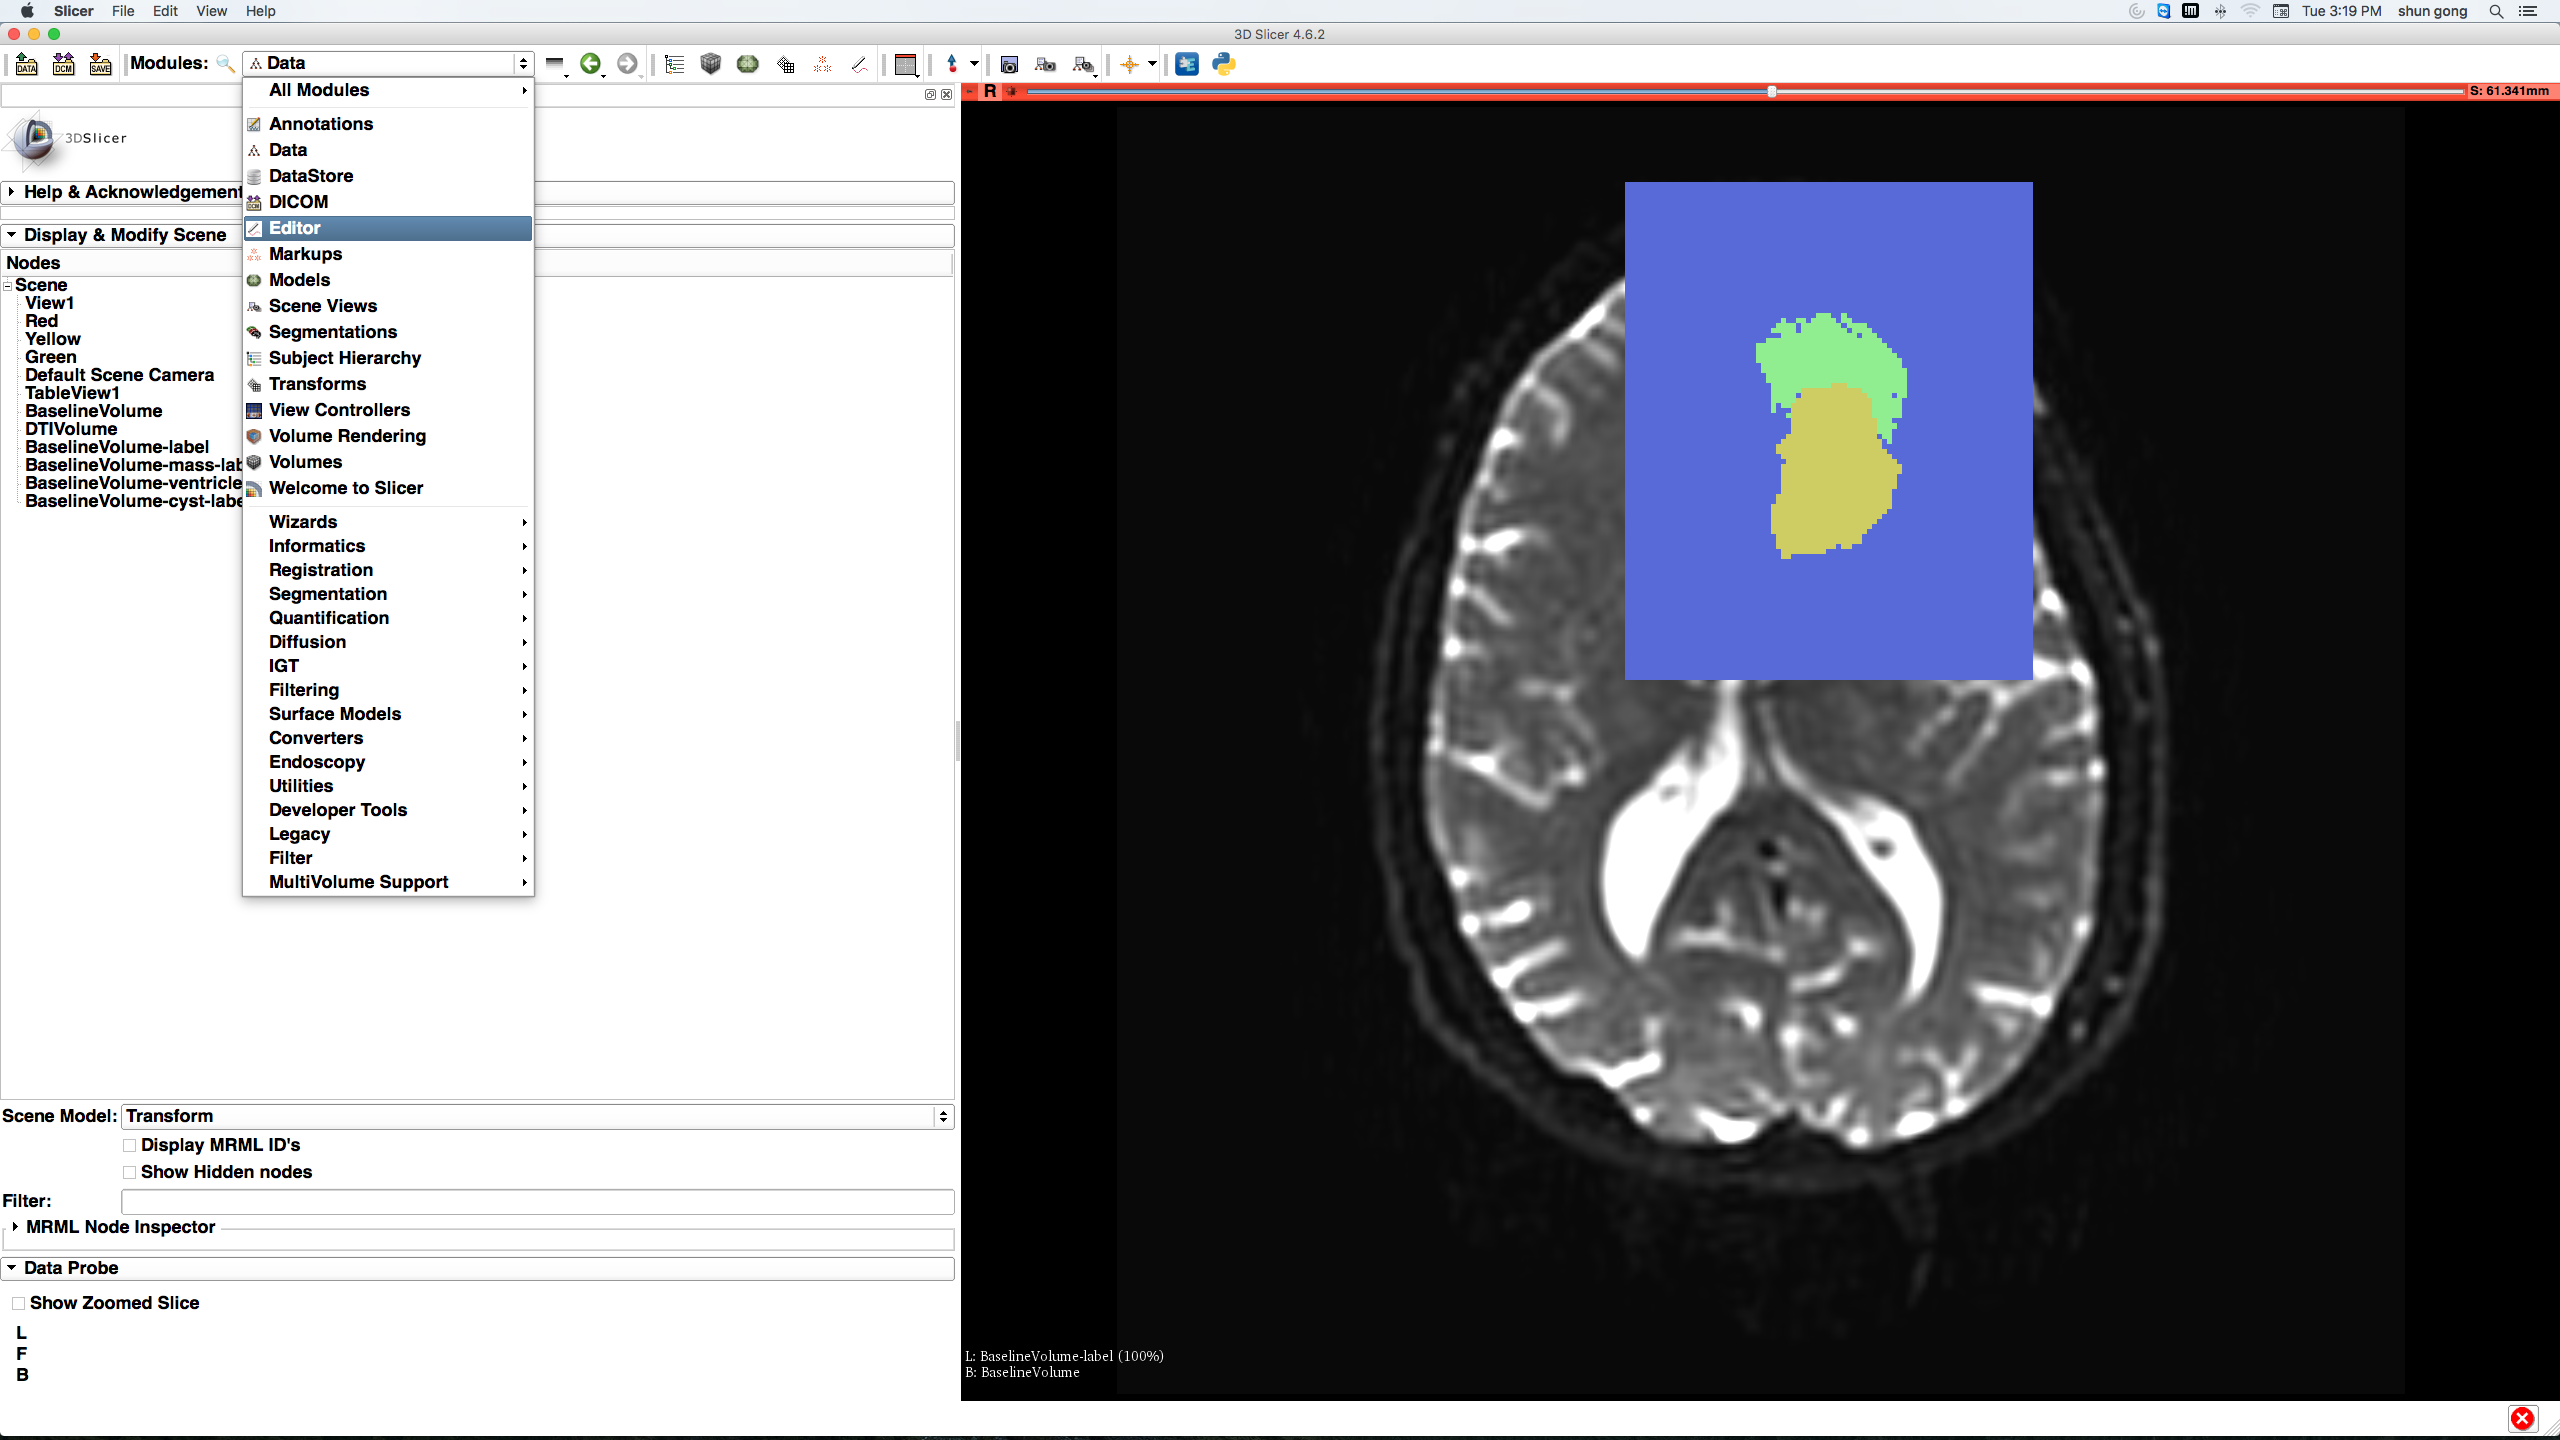 Slicer File Edit View Help
Tue 3:19 PM shun gong
3D Slicer 4.6.2
DATA DCM SAVE Modules: Data
All Modules
Annotations
Data
DataStore
DICOM
Editor
Markups
Models
Scene Views
Segmentations
Subject Hierarchy
Transforms
View Controllers
Volume Rendering
Volumes
Welcome to Slicer
Wizards
Informatics
Registration
Segmentation
Quantification
Diffusion
IGT
Filtering
Surface Models
Converters
Endoscopy
Utilities
Developer Tools
Legacy
Filter
MultiVolume Support
3DSlicer
Help & Acknowledgement
Display & Modify Scene
Nodes
Scene
View1
Red
Yellow
Green
Default Scene Camera
TableView1
BaselineVolume
DTIVolume
BaselineVolume-label
BaselineVolume-mass-lab
BaselineVolume-ventricle
BaselineVolume-cyst-labe
Scene Model: Transform
Display MRML ID's
Show Hidden nodes
Filter:
MRML Node Inspector
Data Probe
Show Zoomed Slice
L
F
B
R S: 61.341mm
L: BaselineVolume-label (100%)
B: BaselineVolume